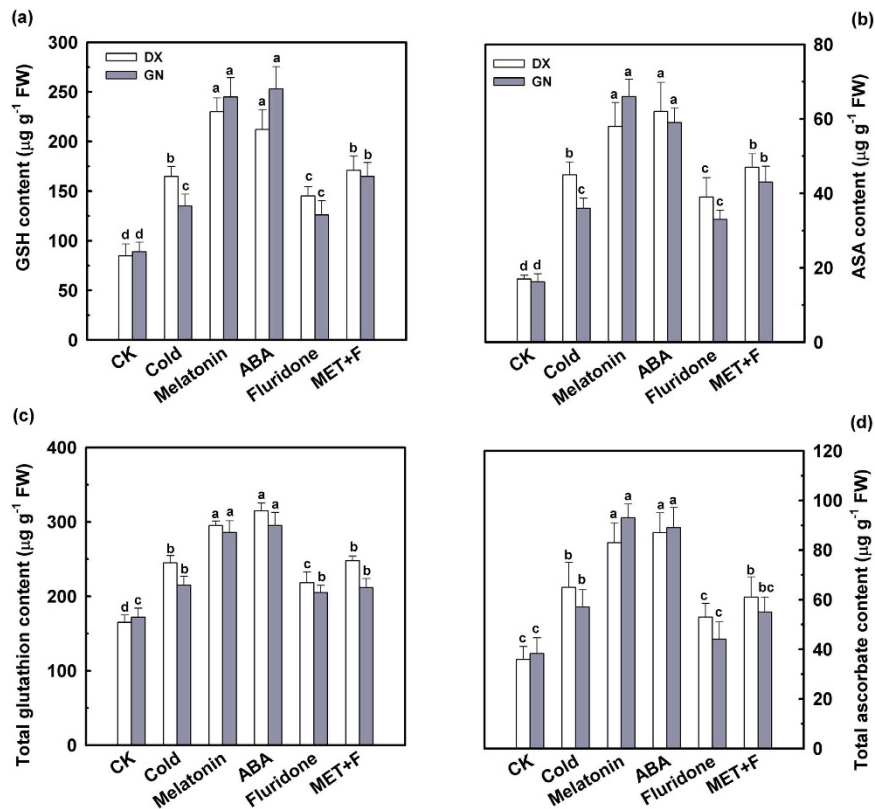 (a)
GSH content (µg g⁻¹ FW)
300
250
200
150
100
50
0
DX
GN
d d
b c
a a
a a
c c
b b
CK
Cold
Melatonin
ABA
Fluridone
MET+F
(b)
ASA content (µg g⁻¹ FW)
80
60
40
20
0
DX
GN
d d
b c
a a
a a
c c
b b
CK
Cold
Melatonin
ABA
Fluridone
MET+F
(c)
Total glutathion content (µg g⁻¹ FW)
400
300
200
100
0
d c
b b
a a
a a
c b
b b
CK
Cold
Melatonin
ABA
Fluridone
MET+F
(d)
Total ascorbate content (µg g⁻¹ FW)
120
100
80
60
40
20
0
c c
b b
a a
a a
c c
b bc
CK
Cold
Melatonin
ABA
Fluridone
MET+F